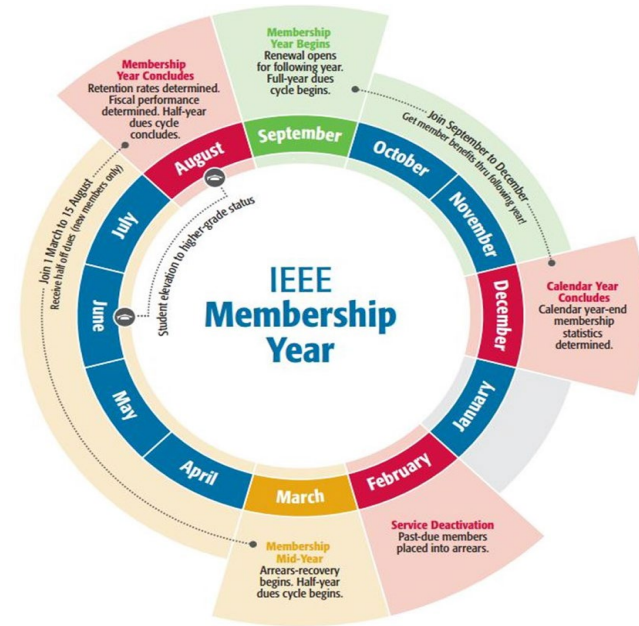 IEEE
Membership
Year
Membership
Year Begins
Renewal opens
for following year.
Full-year dues
cycle begins.
September
Join September to December
Get member benefits thru following year!
October
November
December
Calendar Year
Concludes
Calendar year-end
membership
statistics
determined.
January
February
Service Deactivation
Past-due members
placed into arrears.
March
Membership
Mid-Year
Arrears-recovery
begins. Half-year
dues cycle begins.
April
May
June
July
Join 1 March to 15 August
Receive half off dues (new members only)
Student elevation to higher-grade status
August
Membership
Year Concludes
Retention rates determined.
Fiscal performance
determined. Half-year
dues cycle
concludes.